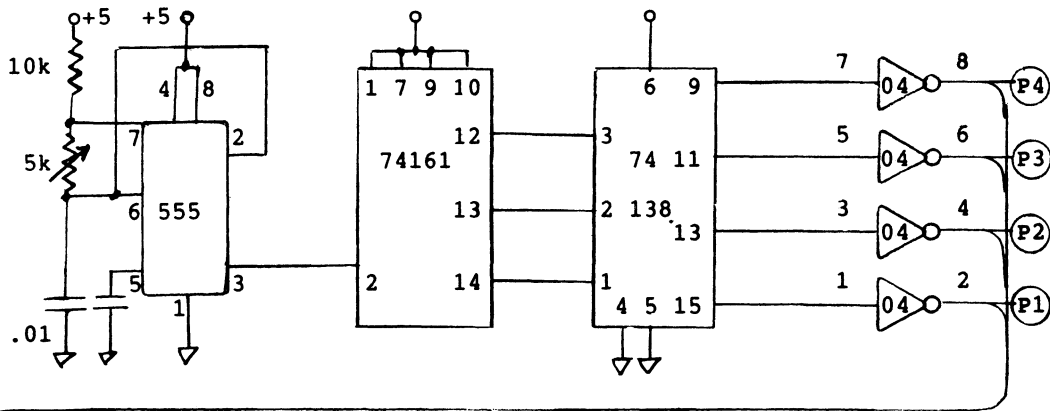 +5 +5 7 8
10k 4 8 1 7 9 10 6 9 04 P4
7 2 12 3 5 6
5k 74161 74 11 04 P3
6 555 13 2 138. 3 4
13 04 P2
5 3 2 14 1 1 2
1 4 5 15 04 P1
.01